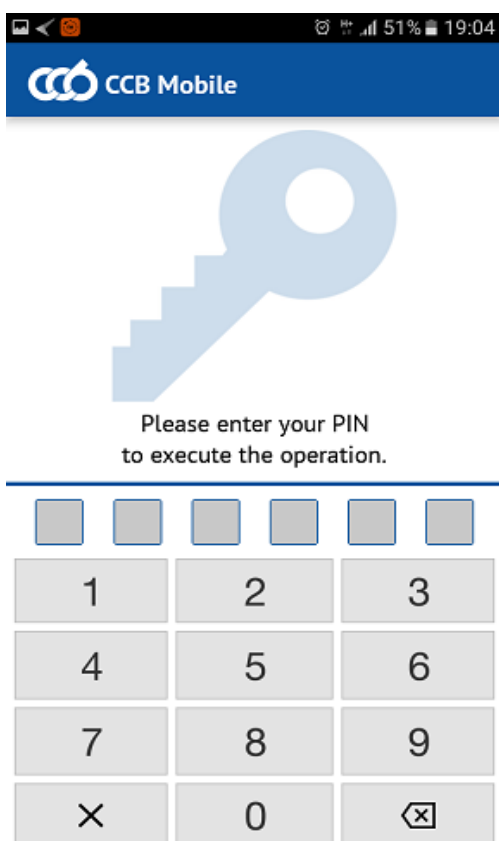 51% 19:04
CCB Mobile
Please enter your PIN
to execute the operation.
1 2 3
4 5 6
7 8 9
0